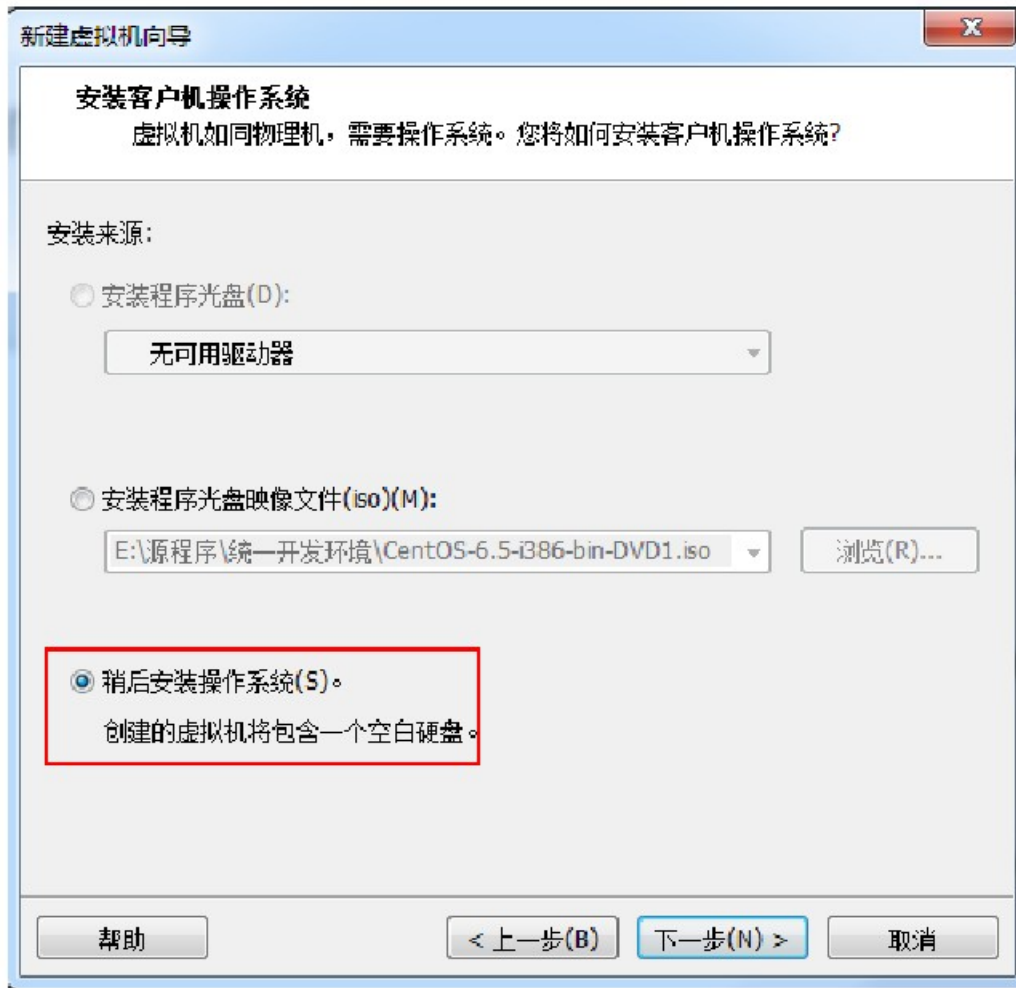 新建虚拟机向导
安装客户机操作系统
虚拟机如同物理机，需要操作系统。您将如何安装客户机操作系统?
安装来源:
安装程序光盘(D):
无可用驱动器
安装程序光盘映像文件(iso)(M):
E:\源程序\统一开发环境\CentOS-6.5-i386-bin-DVD1.iso
浏览(R)...
稍后安装操作系统(S)。
创建的虚拟机将包含一个空白硬盘。
帮助
< 上一步(B)
下一步(N) >
取消